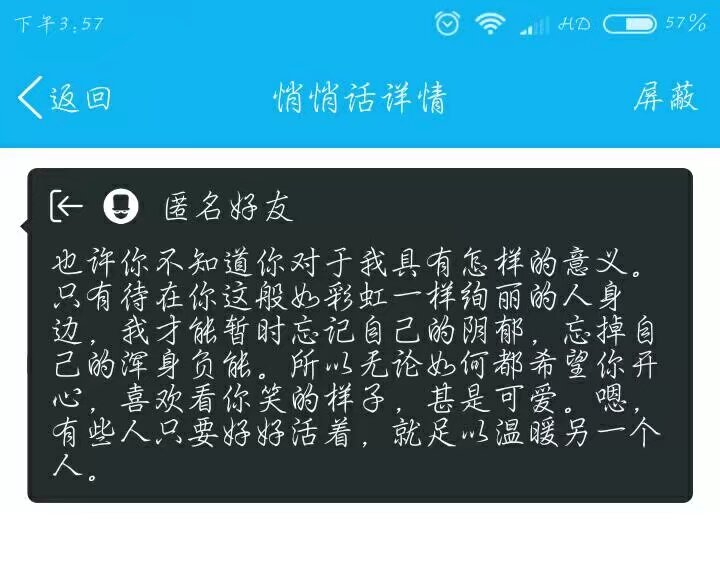 下午3:57 HD 57%
返回 悄悄话详情 屏蔽
匿名好友
也许你不知道你对于我具有怎样的意义。
只有待在你这般如彩虹一样绚丽的人身
边，我才能暂时忘记自己的阴郁，忘掉自
己的浑身负能。所以无论如何都希望你开
心，喜欢看你笑的样子，甚是可爱。嗯，
有些人只要好好活着，就足以温暖另一个
人。